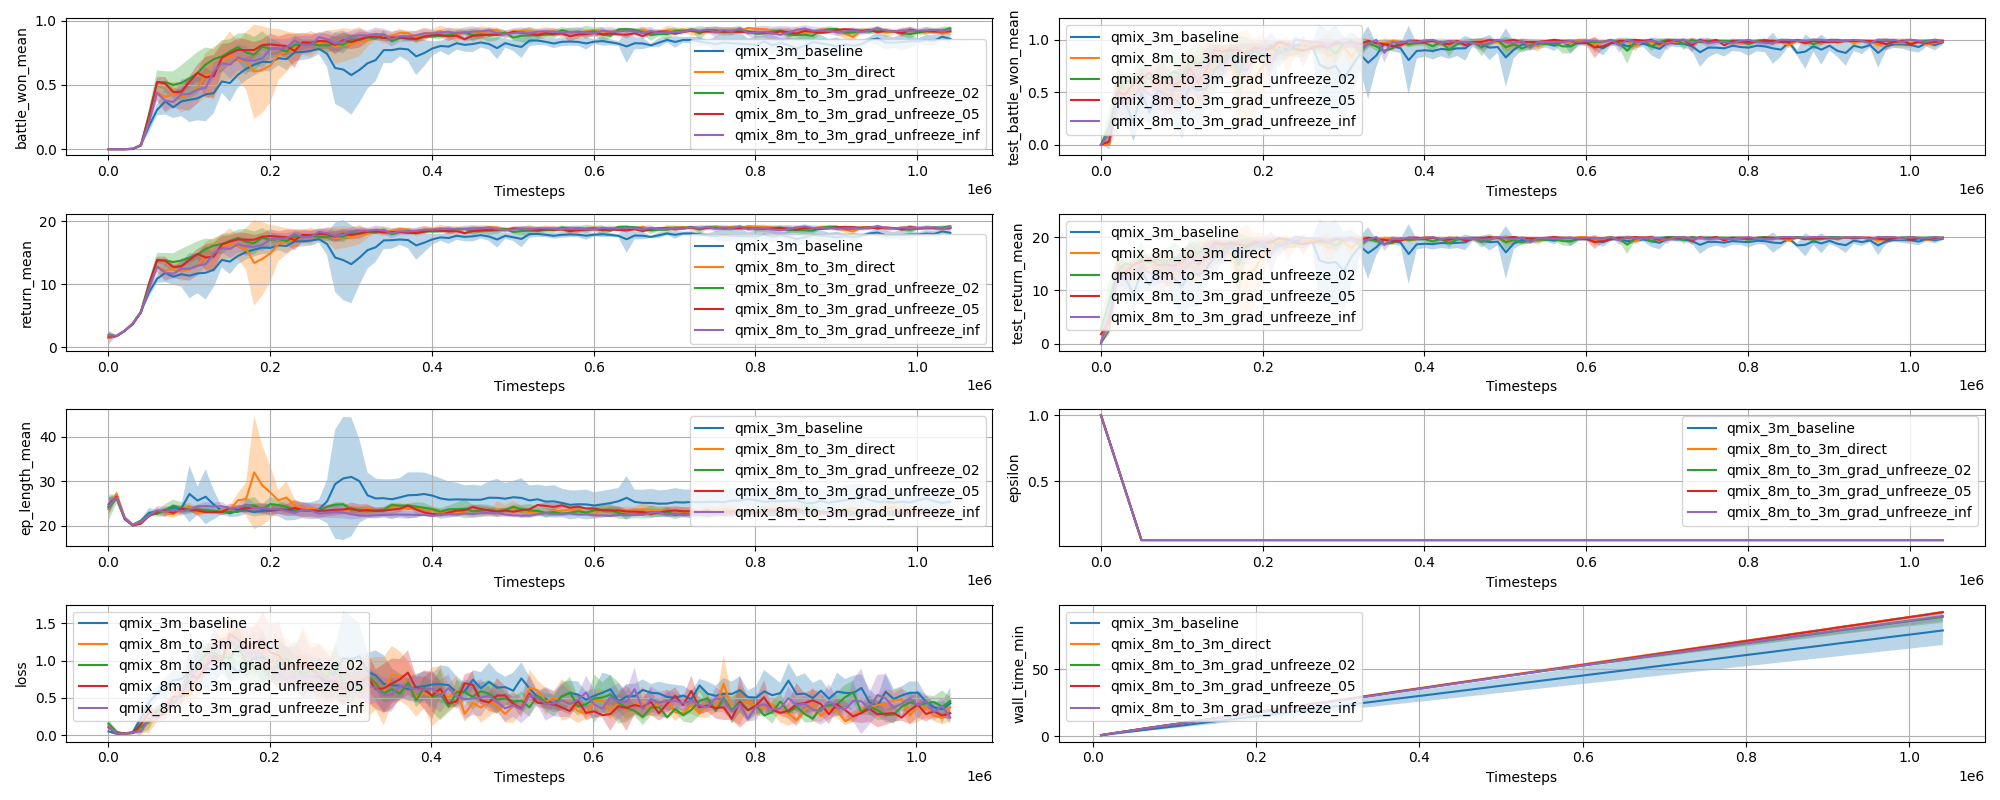 battle_won_mean
1.0
0.5
0.0
qmix_3m_baseline
qmix_8m_to_3m_direct
qmix_8m_to_3m_grad_unfreeze_02
qmix_8m_to_3m_grad_unfreeze_05
qmix_8m_to_3m_grad_unfreeze_inf
0.0 0.2 0.4 0.6 0.8 1.0
1e6
Timesteps
test_battle_won_mean
1.0
0.5
0.0
qmix_3m_baseline
qmix_8m_to_3m_direct
qmix_8m_to_3m_grad_unfreeze_02
qmix_8m_to_3m_grad_unfreeze_05
qmix_8m_to_3m_grad_unfreeze_inf
0.0 0.2 0.4 0.6 0.8 1.0
1e6
Timesteps
return_mean
20
10
0
qmix_3m_baseline
qmix_8m_to_3m_direct
qmix_8m_to_3m_grad_unfreeze_02
qmix_8m_to_3m_grad_unfreeze_05
qmix_8m_to_3m_grad_unfreeze_inf
0.0 0.2 0.4 0.6 0.8 1.0
1e6
Timesteps
test_return_mean
20
10
0
qmix_3m_baseline
qmix_8m_to_3m_direct
qmix_8m_to_3m_grad_unfreeze_02
qmix_8m_to_3m_grad_unfreeze_05
qmix_8m_to_3m_grad_unfreeze_inf
0.0 0.2 0.4 0.6 0.8 1.0
1e6
Timesteps
ep_length_mean
40
30
20
qmix_3m_baseline
qmix_8m_to_3m_direct
qmix_8m_to_3m_grad_unfreeze_02
qmix_8m_to_3m_grad_unfreeze_05
qmix_8m_to_3m_grad_unfreeze_inf
0.0 0.2 0.4 0.6 0.8 1.0
1e6
Timesteps
epsilon
1.0
0.5
qmix_3m_baseline
qmix_8m_to_3m_direct
qmix_8m_to_3m_grad_unfreeze_02
qmix_8m_to_3m_grad_unfreeze_05
qmix_8m_to_3m_grad_unfreeze_inf
0.0 0.2 0.4 0.6 0.8 1.0
1e6
Timesteps
loss
1.5
1.0
0.5
0.0
qmix_3m_baseline
qmix_8m_to_3m_direct
qmix_8m_to_3m_grad_unfreeze_02
qmix_8m_to_3m_grad_unfreeze_05
qmix_8m_to_3m_grad_unfreeze_inf
0.0 0.2 0.4 0.6 0.8 1.0
1e6
Timesteps
wall_time_min
50
0
qmix_3m_baseline
qmix_8m_to_3m_direct
qmix_8m_to_3m_grad_unfreeze_02
qmix_8m_to_3m_grad_unfreeze_05
qmix_8m_to_3m_grad_unfreeze_inf
0.0 0.2 0.4 0.6 0.8 1.0
1e6
Timesteps